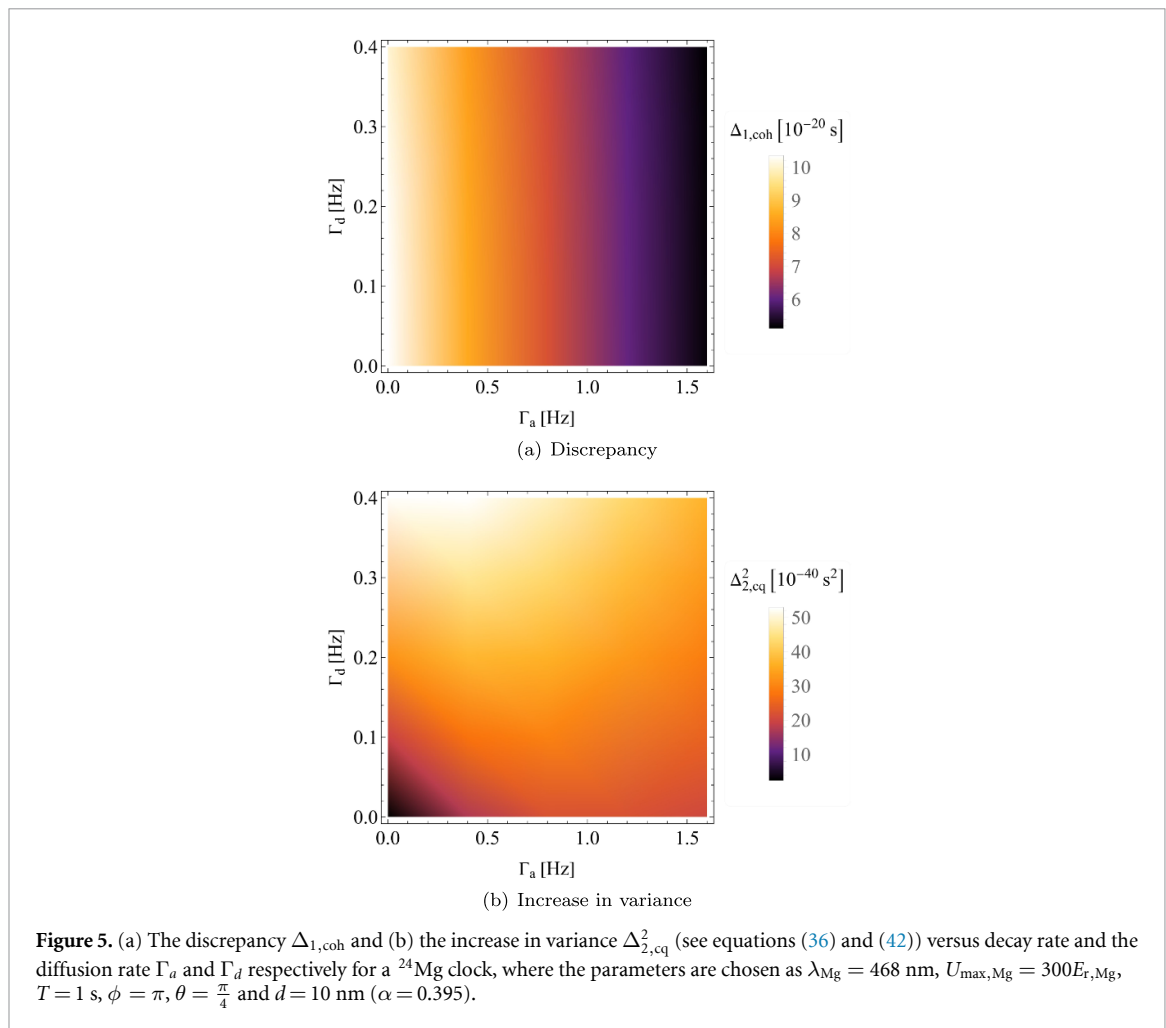 0.4
0.3
0.2
0.1
0.0
Γd [Hz]
0.0 0.5 1.0 1.5
Γa [Hz]
Δ1,coh [10−20 s]
10
9
8
7
6
(a) Discrepancy
0.4
0.3
0.2
0.1
0.0
Γd [Hz]
0.0 0.5 1.0 1.5
Γa [Hz]
Δ²2,cq [10−40 s²]
50
40
30
20
10
(b) Increase in variance
Figure 5. (a) The discrepancy Δ1,coh and (b) the increase in variance Δ²2,cq (see equations (36) and (42)) versus decay rate and the
diffusion rate Γa and Γd respectively for a ²⁴Mg clock, where the parameters are chosen as λMg = 468 nm, Umax,Mg = 300Er,Mg,
T = 1 s, ϕ = π, θ = π/4 and d = 10 nm (α = 0.395).